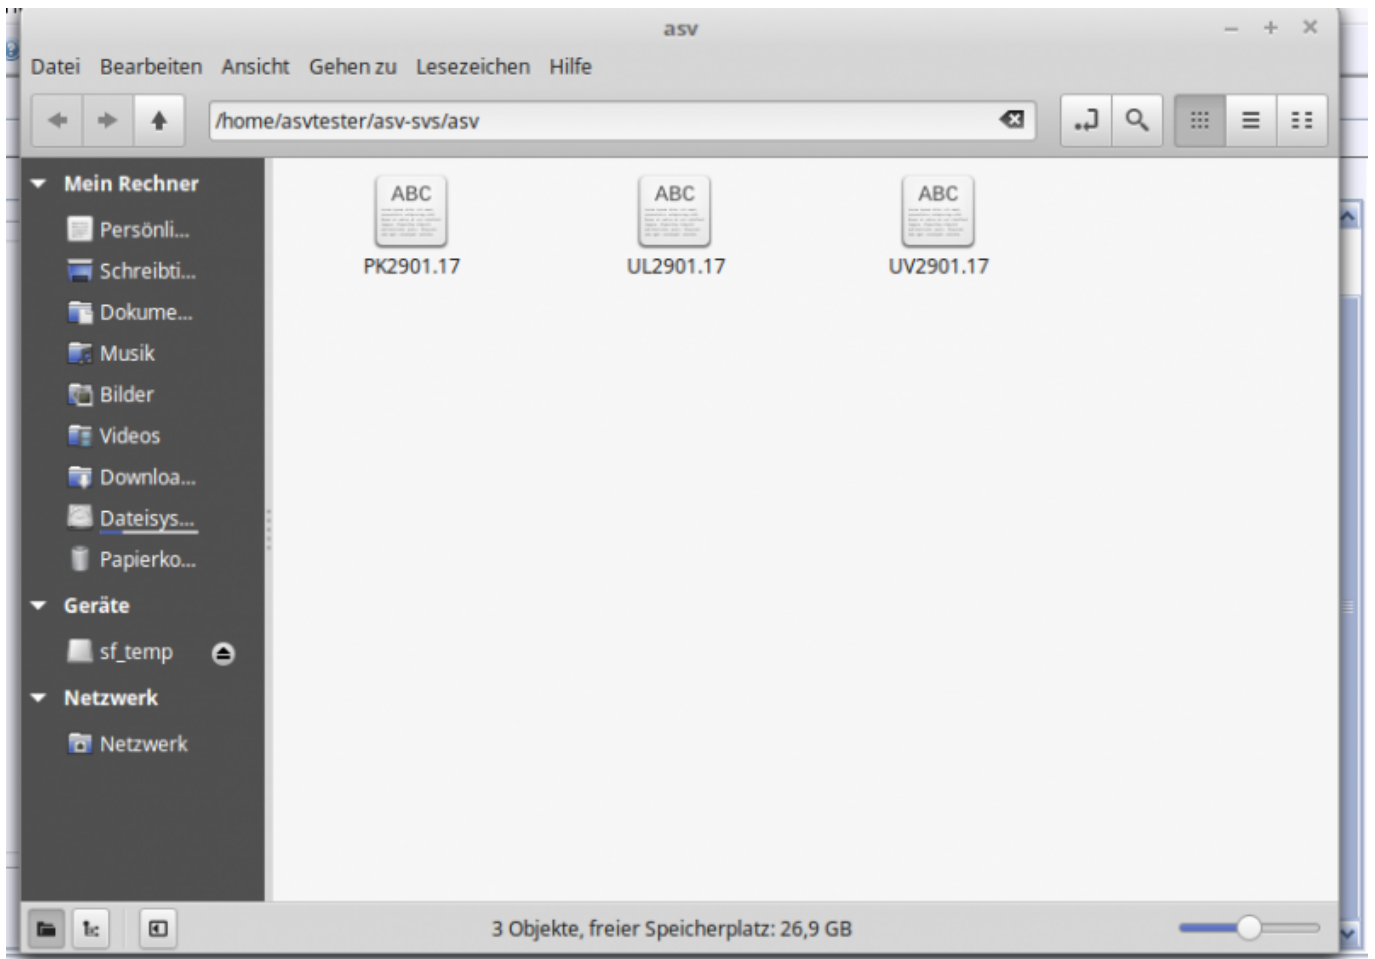 asv
Datei Bearbeiten Ansicht Gehen zu Lesezeichen Hilfe
/home/asvtester/asv-svs/asv
Mein Rechner
Persönli...
Schreibti...
Dokume...
Musik
Bilder
Videos
Downloa...
Dateisys...
Papierko...
Geräte
sf_temp
Netzwerk
Netzwerk
ABC
PK2901.17
ABC
UL2901.17
ABC
UV2901.17
3 Objekte, freier Speicherplatz: 26,9 GB